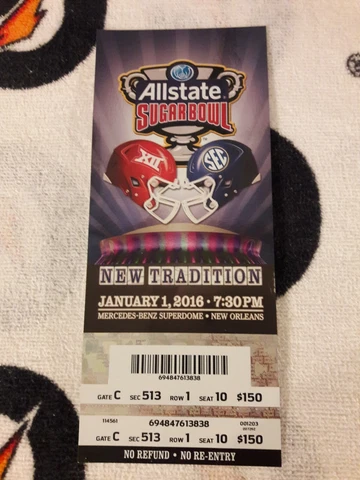 Allstate
SUGAR BOWL
XII
SEC
NEW TRADITION
JANUARY 1, 2016 • 7:30PM
MERCEDES-BENZ SUPERDOME • NEW ORLEANS
694847613838
GATE C SEC 513 ROW 1 SEAT 10 $150
114561 694847613838 001203
GATE C SEC 513 ROW 1 SEAT 10 $150
NO REFUND • NO RE-ENTRY